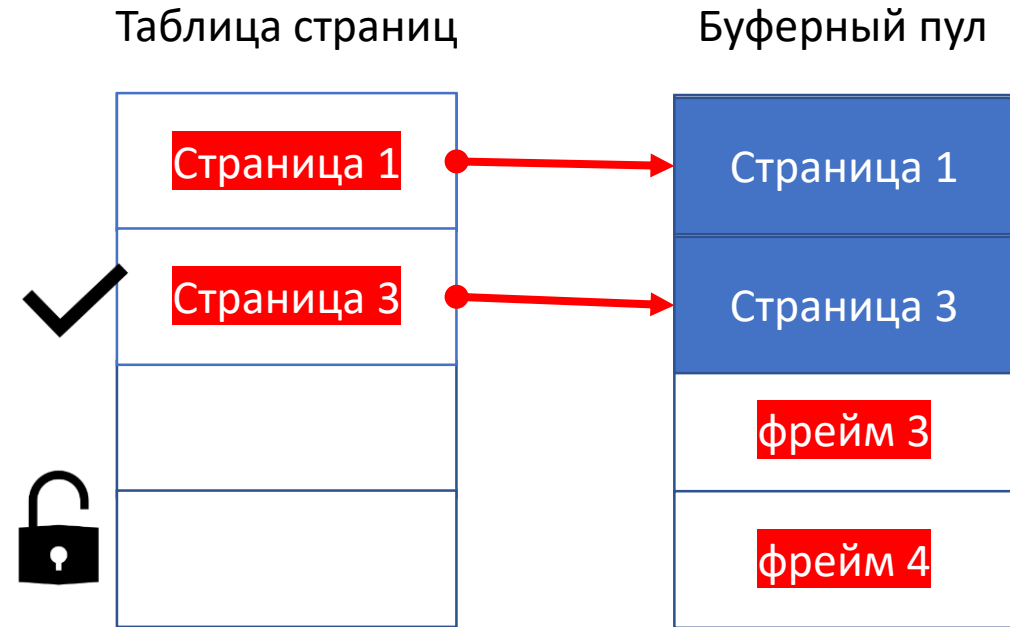 Таблица страниц
Буферный пул
Страница 1
Страница 1
Страница 3
Страница 3
фрейм 3
фрейм 4